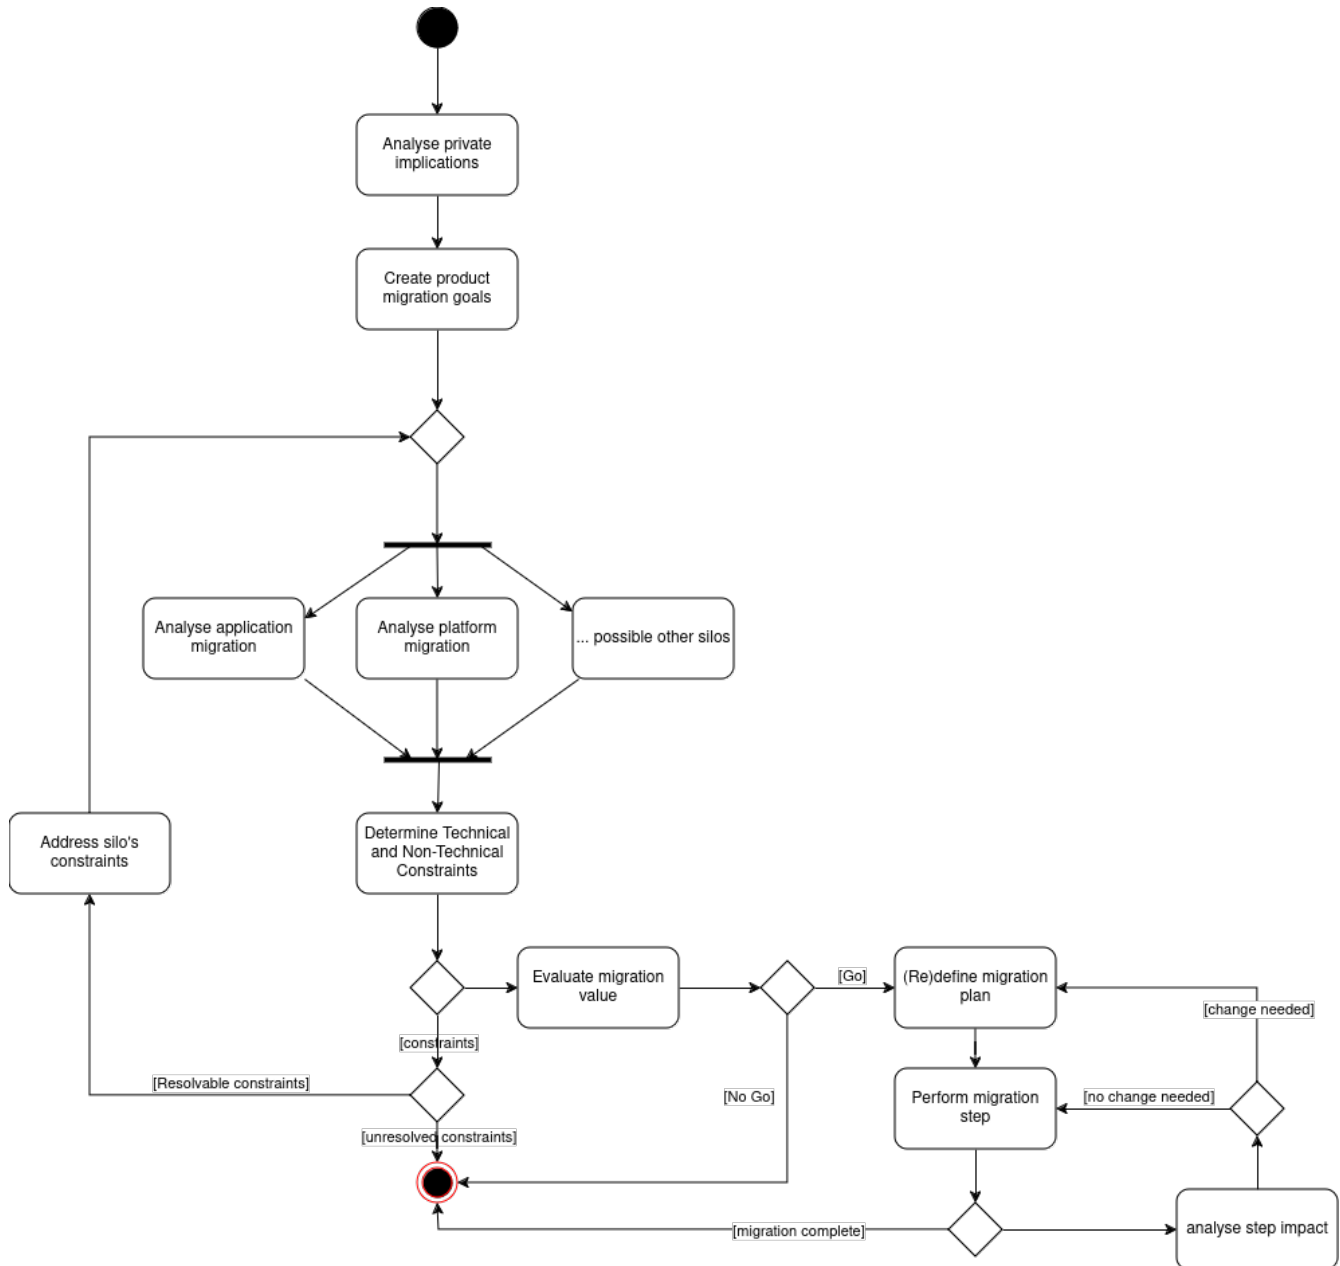 Analyse private
implications
Create product
migration goals
Analyse application
migration
Analyse platform
migration
... possible other silos
Address silo's
constraints
Determine Technical
and Non-Technical
Constraints
Evaluate migration
value
[Go]
(Re)define migration
plan
[change needed]
[constraints]
[Resolvable constraints]
[No Go]
Perform migration
step
[no change needed]
[unresolved constraints]
[migration complete]
analyse step impact